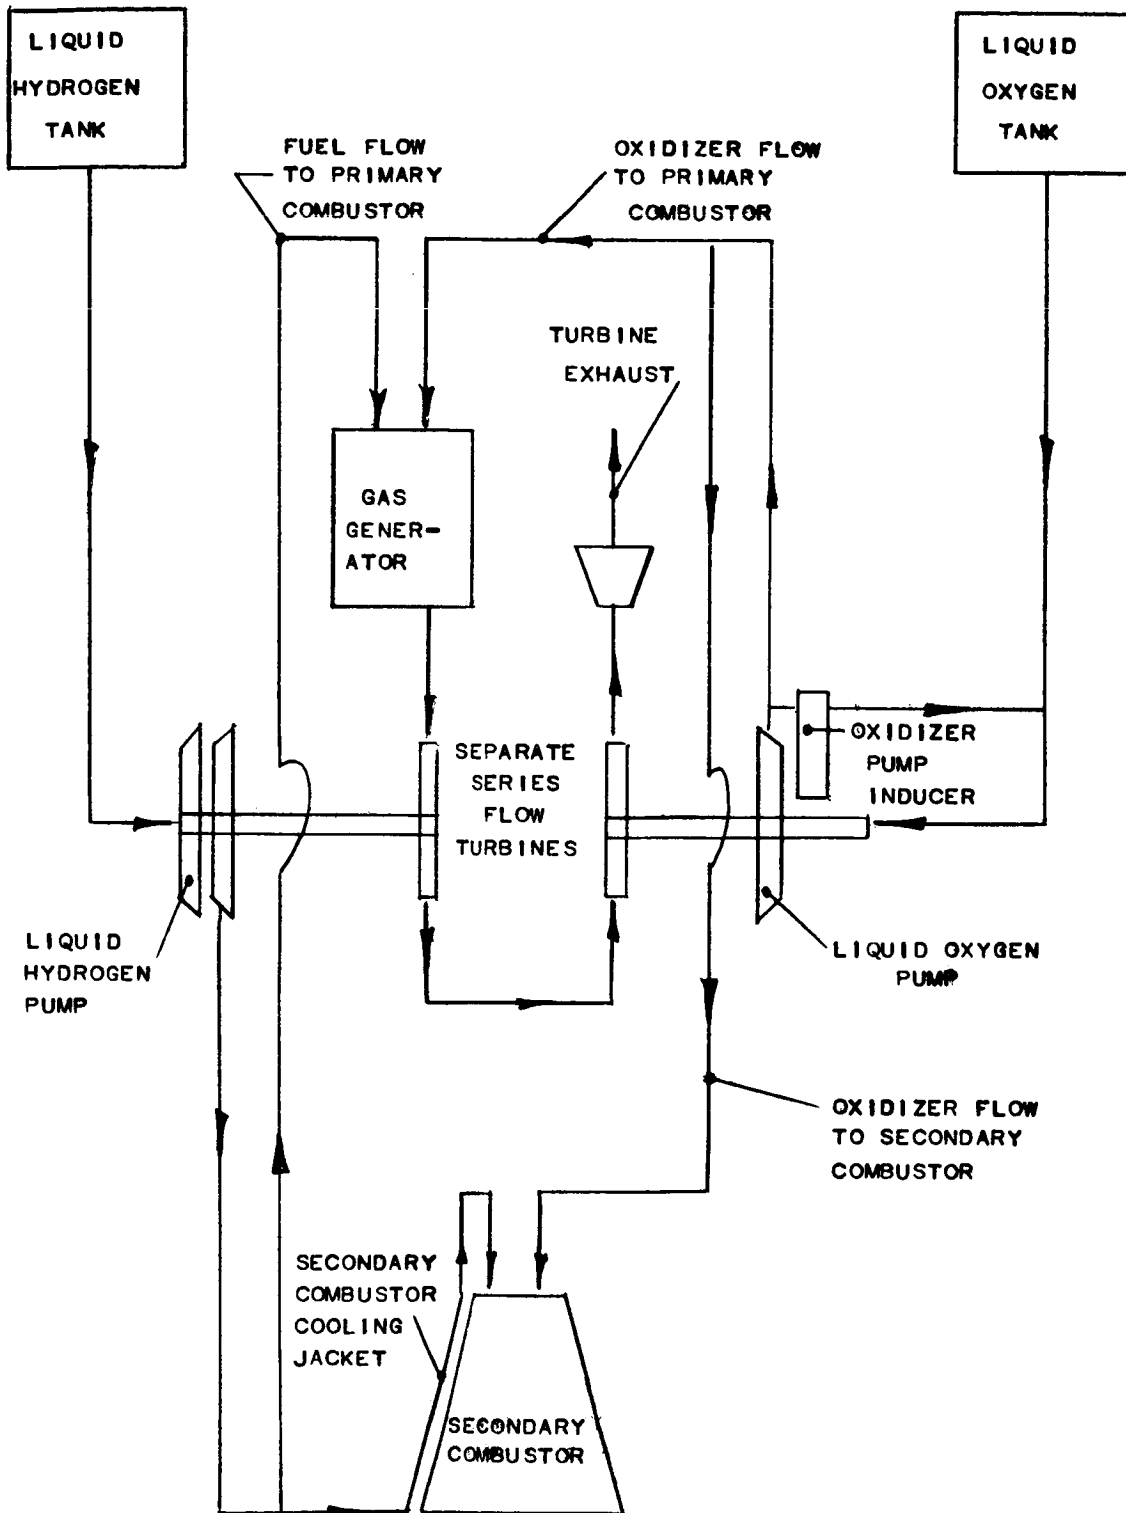 LIQUID
HYDROGEN
TANK
LIQUID
OXYGEN
TANK
FUEL FLOW
TO PRIMARY
COMBUSTOR
OXIDIZER FLOW
TO PRIMARY
COMBUSTOR
TURBINE
EXHAUST
GAS
GENER-
ATOR
SEPARATE
SERIES
FLOW
TURBINES
OXIDIZER
PUMP
INDUCER
LIQUID
HYDROGEN
PUMP
LIQUID OXYGEN
PUMP
OXIDIZER FLOW
TO SECONDARY
COMBUSTOR
SECONDARY
COMBUSTOR
COOLING
JACKET
SECONDARY
COMBUSTOR